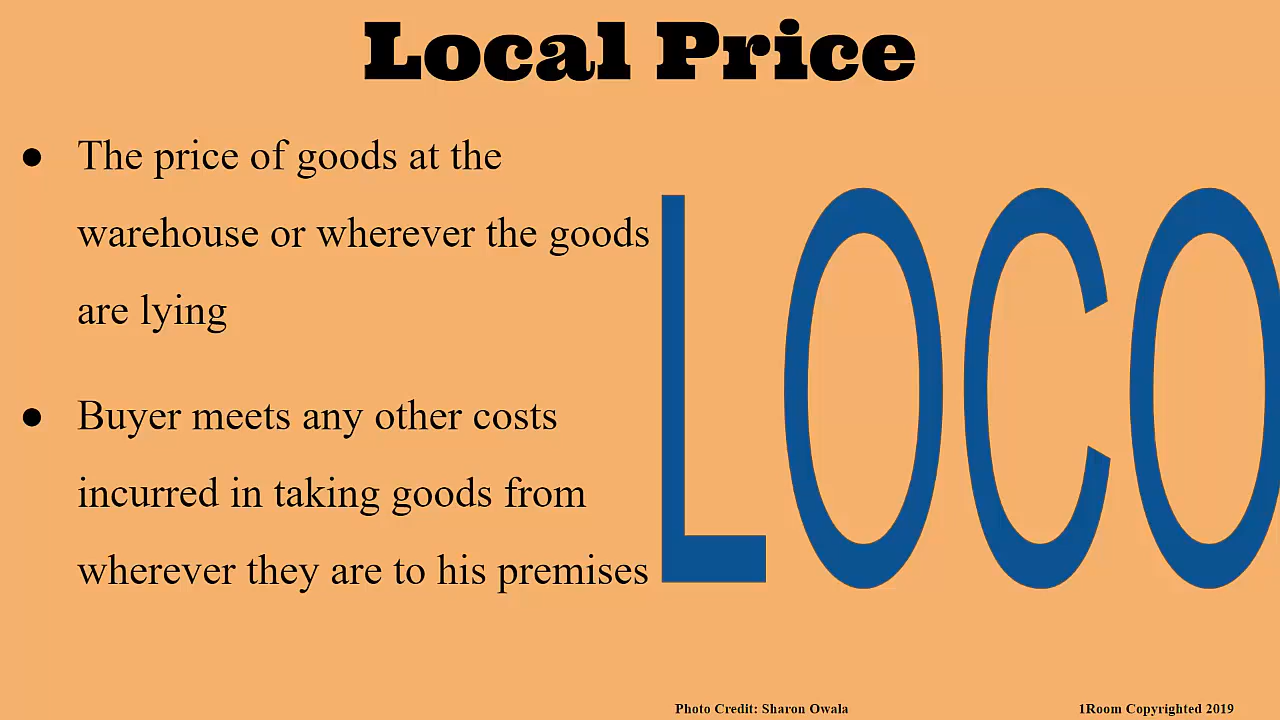 Local Price
● The price of goods at the
warehouse or wherever the goods
are lying
● Buyer meets any other costs
incurred in taking goods from
wherever they are to his premises
LOCO
Photo Credit: Sharon Owala
1Room Copyrighted 2019